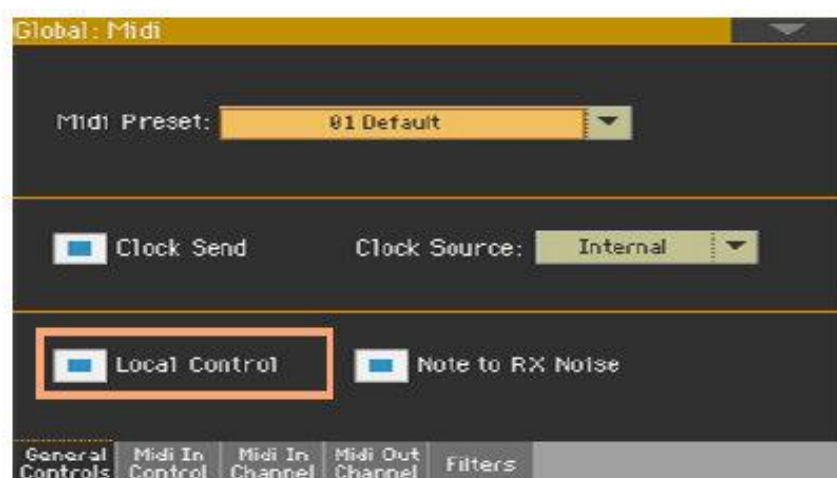 Global: Midi
Midi Preset: 01 Default
Clock Send Clock Source: Internal
Local Control Note to RX Noise
General Controls Midi In Control Midi In Channel Midi Out Channel Filters